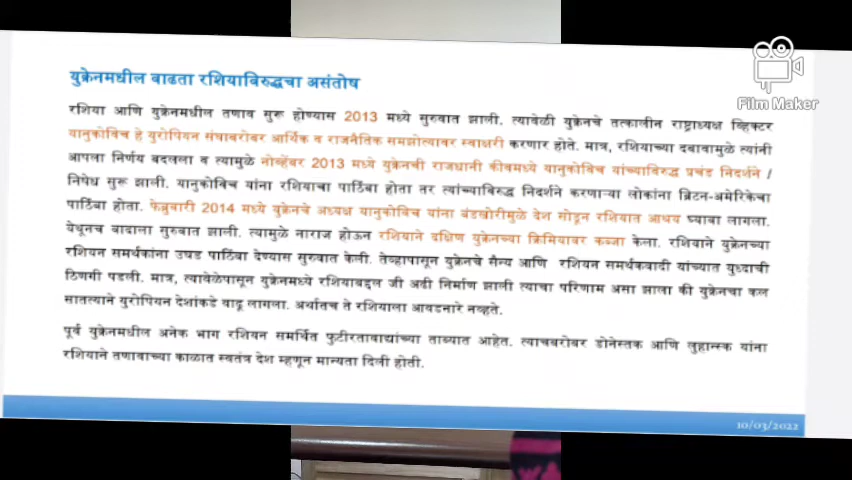 Film Maker
युक्रेनमधील वाढता रशियाविरुद्धचा असंतोष
रशिया आणि युक्रेनमधील तणाव सुरू होण्यास 2013 मध्ये सुरुवात झाली. त्यावेळी युक्रेनचे तत्कालीन राष्ट्राध्यक्ष व्हिक्टर
यानुकोविच हे युरोपियन संघाबरोबर आर्थिक व राजनैतिक समझोत्यावर स्वाक्षरी करणार होते. मात्र, रशियाच्या दबावामुळे त्यांनी
आपला निर्णय बदलला व त्यामुळे नोव्हेंबर 2013 मध्ये युक्रेनची राजधानी कीवमध्ये यानुकोविच यांच्याविरुद्ध प्रचंड निदर्शने /
निषेध सुरू झाली. यानुकोविच यांना रशियाचा पाठिंबा होता तर त्यांच्याविरुद्ध निदर्शने करणाऱ्या लोकांना ब्रिटन-अमेरिकेचा
पाठिंबा होता. फेब्रुवारी 2014 मध्ये युक्रेनचे अध्यक्ष यानुकोविच यांना बंडखोरीमुळे देश सोडून रशियात आश्रय घ्यावा लागला.
येथूनच वादाला सुरुवात झाली. त्यामुळे नाराज होऊन रशियाने दक्षिण युक्रेनच्या क्रिमियावर कब्जा केला. रशियाने युक्रेनच्या
रशियन समर्थकांना उघड पाठिंबा देण्यास सुरुवात केली. तेव्हापासून युक्रेनचे सैन्य आणि रशियन समर्थकवादी यांच्यात युध्दाची
ठिणगी पडली. मात्र, त्यावेळेपासून युक्रेनमध्ये रशियाबद्दल जी अढी निर्माण झाली त्याचा परिणाम असा झाला की युक्रेनचा कल
सातत्याने युरोपियन देशांकडे वाढू लागला. अर्थातच ते रशियाला आवडनारे नव्हते.
पूर्व युक्रेनमधील अनेक भाग रशियन समर्थित फुटीरतावाद्यांच्या ताब्यात आहेत. त्याचबरोबर डोनेस्तक आणि लुहान्स्क यांना
रशियाने तणावाच्या काळात स्वतंत्र देश म्हणून मान्यता दिली होती.
10/03/2022